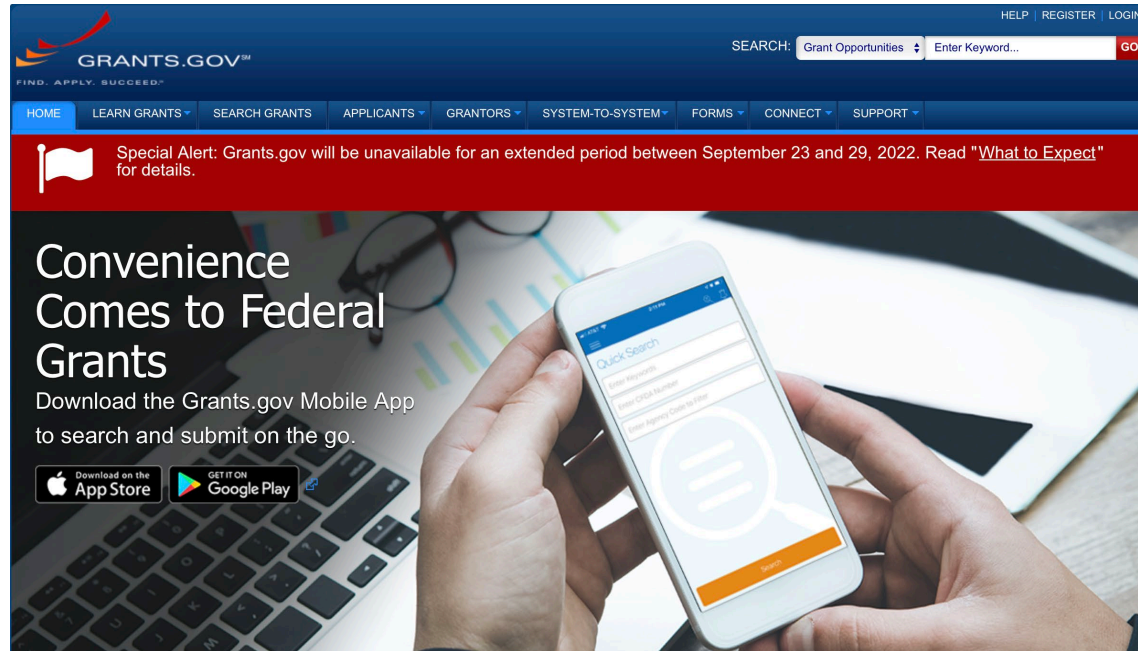 HELP | REGISTER | LOGIN
GRANTS.GOV℠
FIND. APPLY. SUCCEED.℠
SEARCH: Grant Opportunities Enter Keyword... GO
HOME LEARN GRANTS SEARCH GRANTS APPLICANTS GRANTORS SYSTEM-TO-SYSTEM FORMS CONNECT SUPPORT
Special Alert: Grants.gov will be unavailable for an extended period between September 23 and 29, 2022. Read "What to Expect"
for details.
Convenience
Comes to Federal
Grants
Download the Grants.gov Mobile App
to search and submit on the go.
Download on the
App Store
GET IT ON
Google Play
AT&T
3:11 PM
Quick Search
Enter Keywords
Enter CFDA Number
Enter Agency Code to Filter
Search